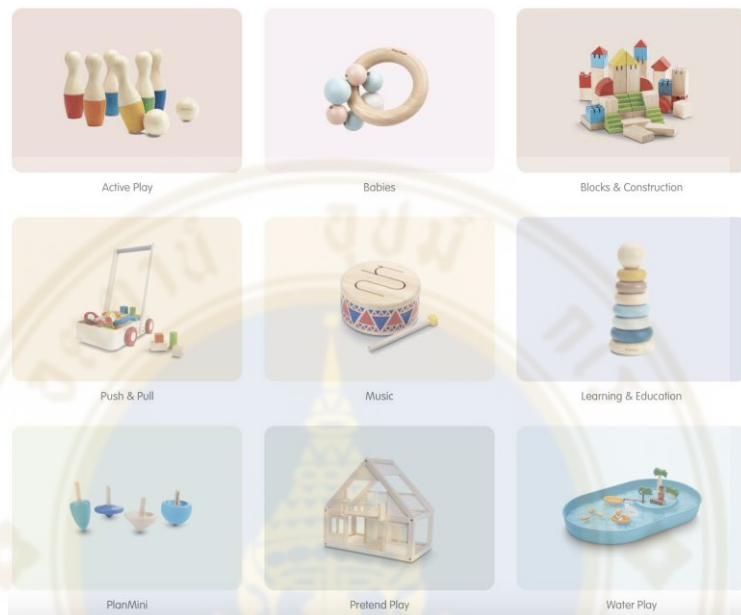 Active Play
Babies
Blocks & Construction
Push & Pull
Music
Learning & Education
PlanMini
Pretend Play
Water Play